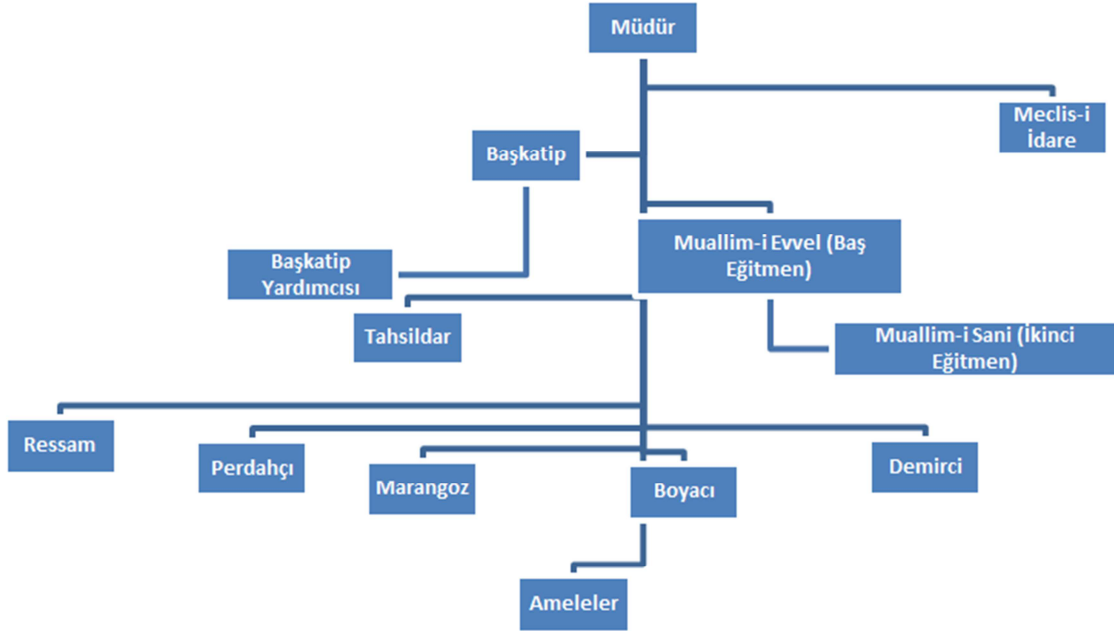 Müdür
Meclis-i
İdare
Başkatip
Muallim-i Evvel (Baş
Eğitmen)
Başkatip
Yardımcısı
Tahsildar
Muallim-i Sani (İkinci
Eğitmen)
Ressam
Perdahçı
Marangoz
Boyacı
Demirci
Ameleler